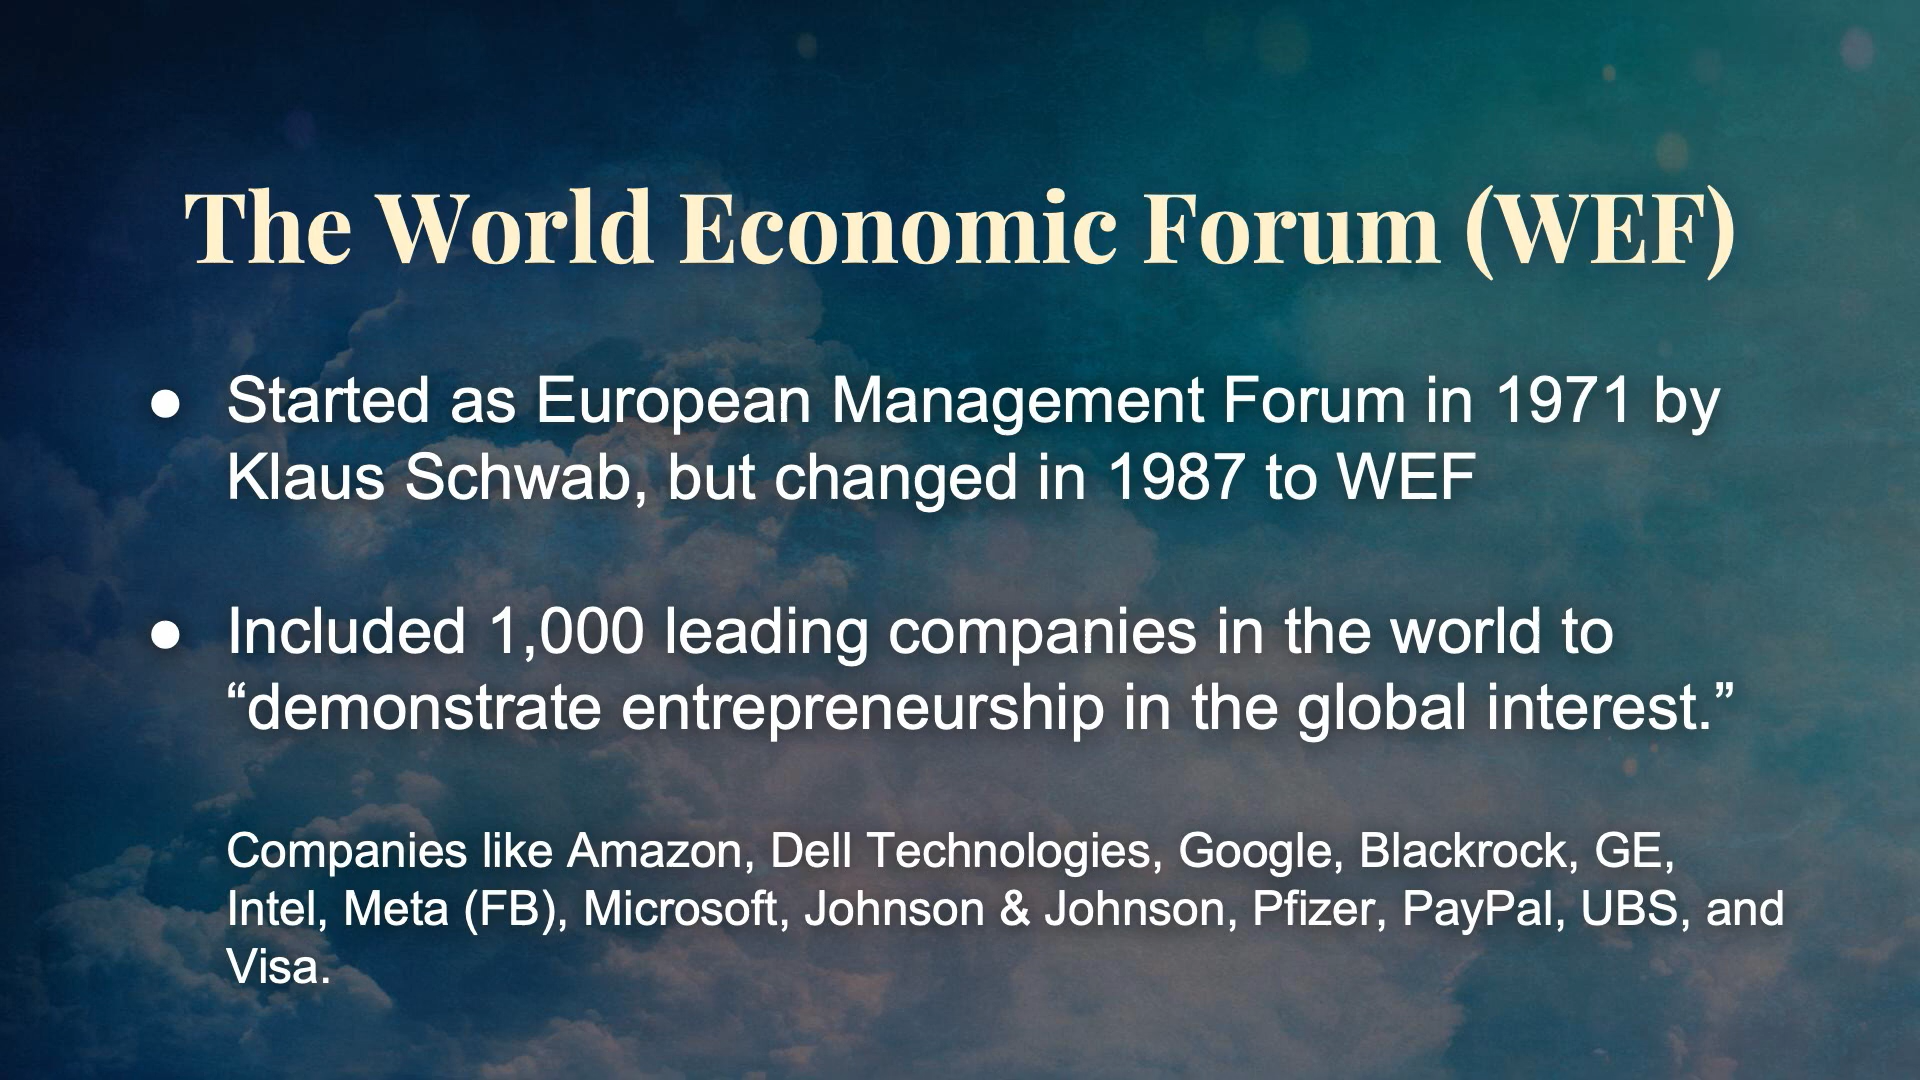 The World Economic Forum (WEF)
● Started as European Management Forum in 1971 by
Klaus Schwab, but changed in 1987 to WEF
● Included 1,000 leading companies in the world to
“demonstrate entrepreneurship in the global interest.”
Companies like Amazon, Dell Technologies, Google, Blackrock, GE,
Intel, Meta (FB), Microsoft, Johnson & Johnson, Pfizer, PayPal, UBS, and
Visa.